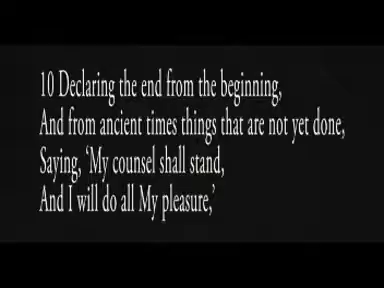 10 Declaring the end from the beginning,
And from ancient times things that are not yet done,
Saying, ‘My counsel shall stand,
And I will do all My pleasure,’